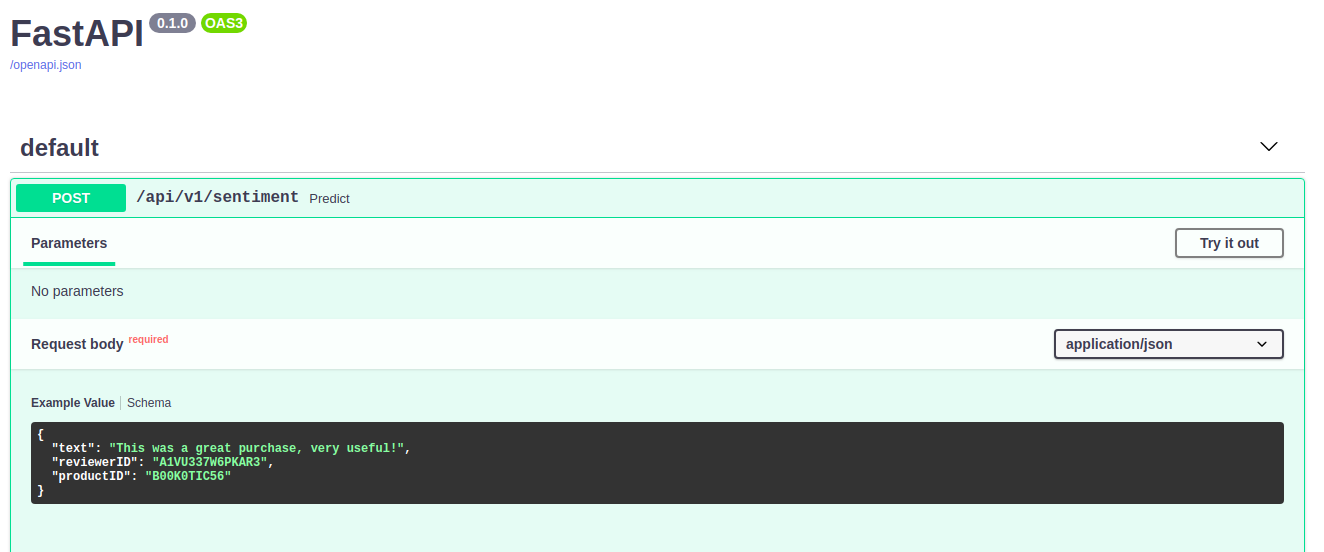 FastAPI 0.1.0 OAS3
/openapi.json
default
POST /api/v1/sentiment Predict
Parameters Try it out
No parameters
Request body required application/json
Example Value Schema
{
"text": "This was a great purchase, very useful!",
"reviewerID": "A1VU337W6PKAR3",
"productID": "B00K0TIC56"
}